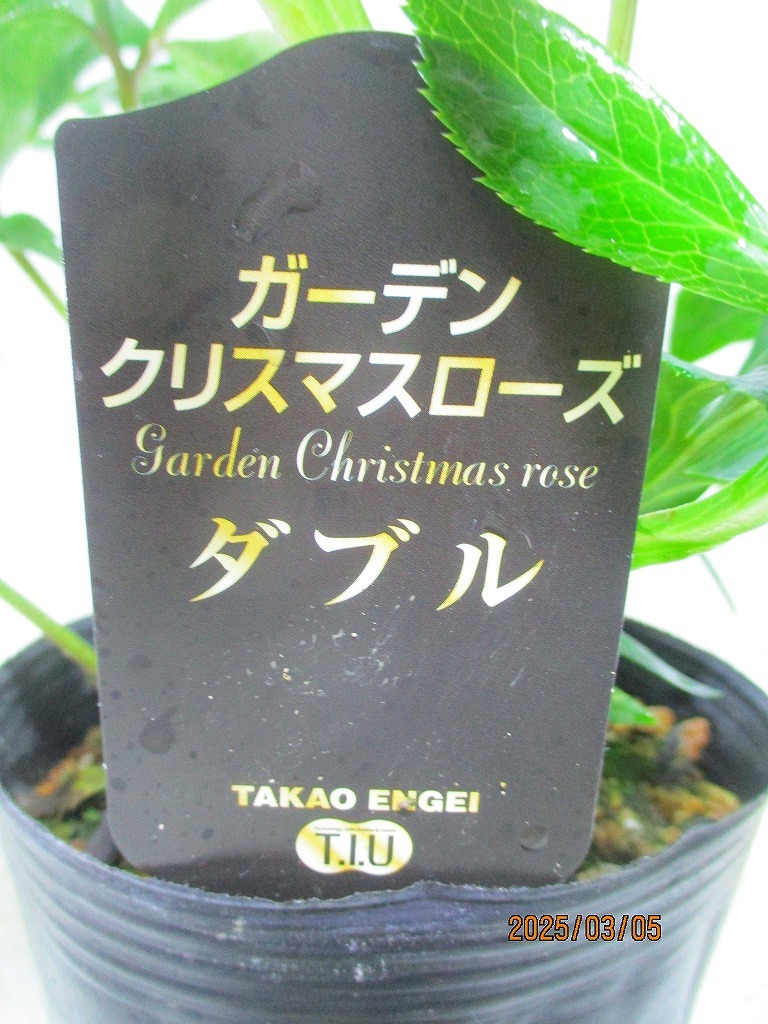 ガーデン
クリスマスローズ
Garden Christmas rose
ダブル
TAKAO ENGEI
T.I.U
2025/03/05